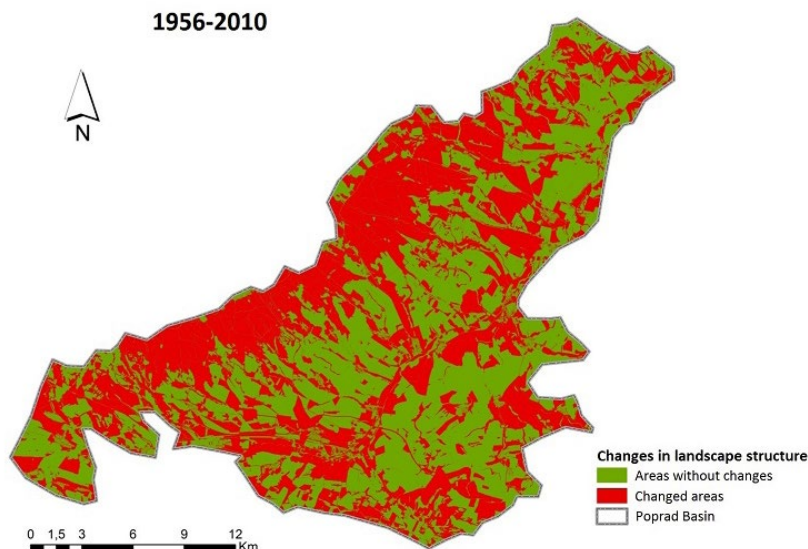 1956-2010
N
Changes in landscape structure
Areas without changes
Changed areas
Poprad Basin
0 1,5 3 6 9 12
Km